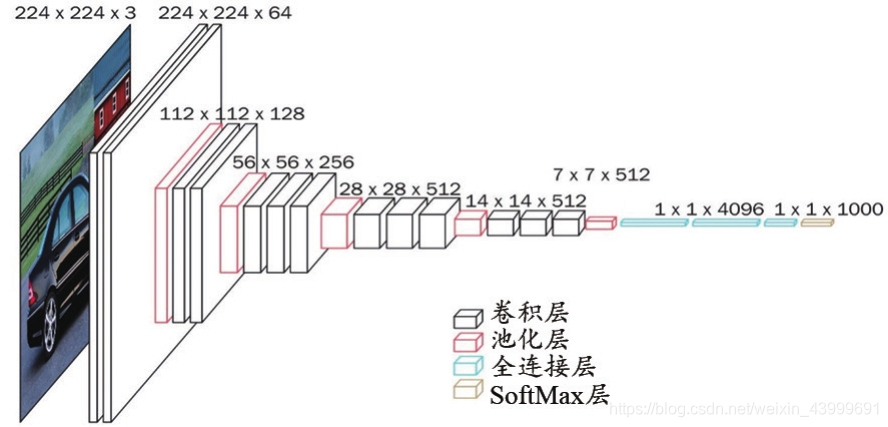 224 x 224 x 3
224 x 224 x 64
112 x 112 x 128
56 x 56 x 256
28 x 28 x 512
14 x 14 x 512
7 x 7 x 512
1 x 1 x 4096
1 x 1 x 1000
卷积层
池化层
全连接层
SoftMax层
https://blog.csdn.net/weixin_43999691